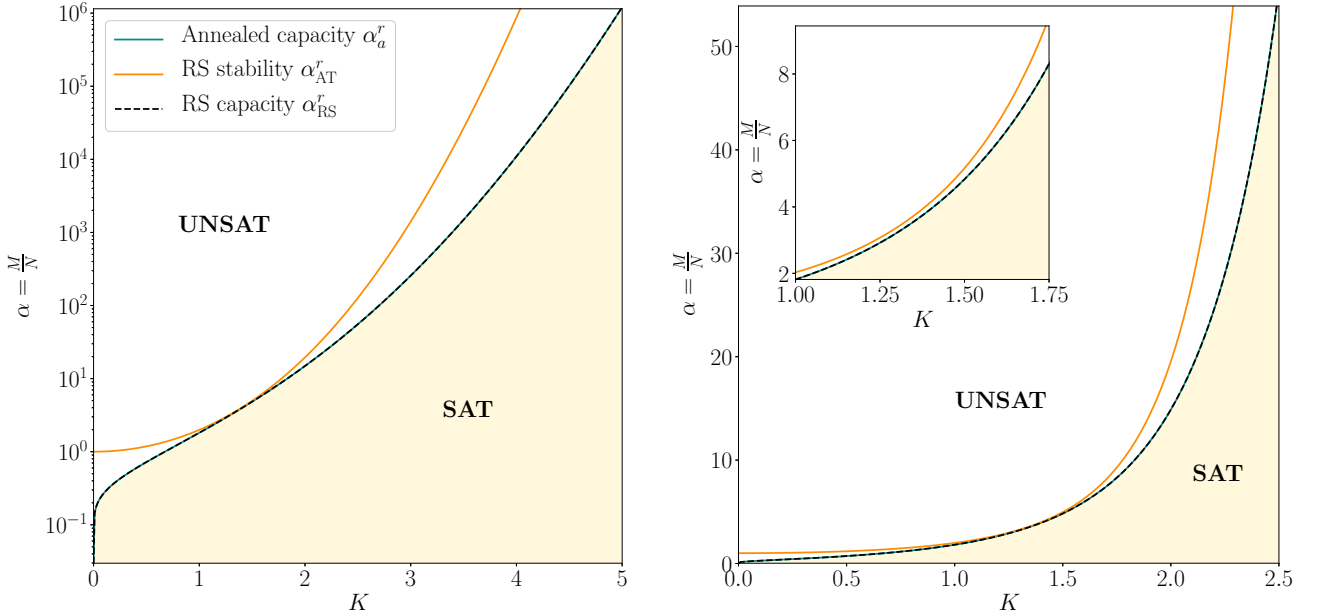 Annealed capacity α^r_a
RS stability α^r_AT
RS capacity α^r_RS
10^6
10^5
10^4
10^3
10^2
10^1
10^0
10^−1
α = M/N
UNSAT
SAT
0
1
2
3
4
5
K
50
40
30
20
10
0
α = M/N
UNSAT
SAT
0.0
0.5
1.0
1.5
2.0
2.5
K
8
6
4
2
α = M/N
1.00
1.25
1.50
1.75
K